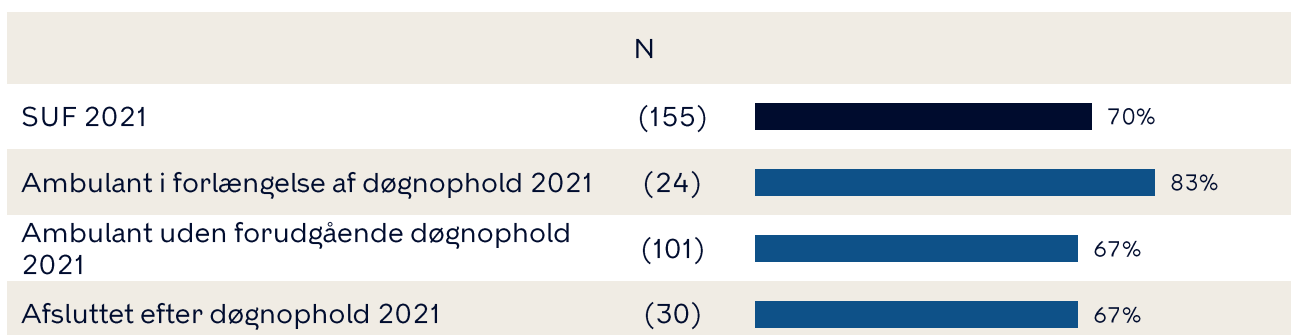 N
SUF 2021 (155) 70%
Ambulant i forlængelse af døgnophold 2021 (24) 83%
Ambulant uden forudgående døgnophold
2021 (101) 67%
Afsluttet efter døgnophold 2021 (30) 67%